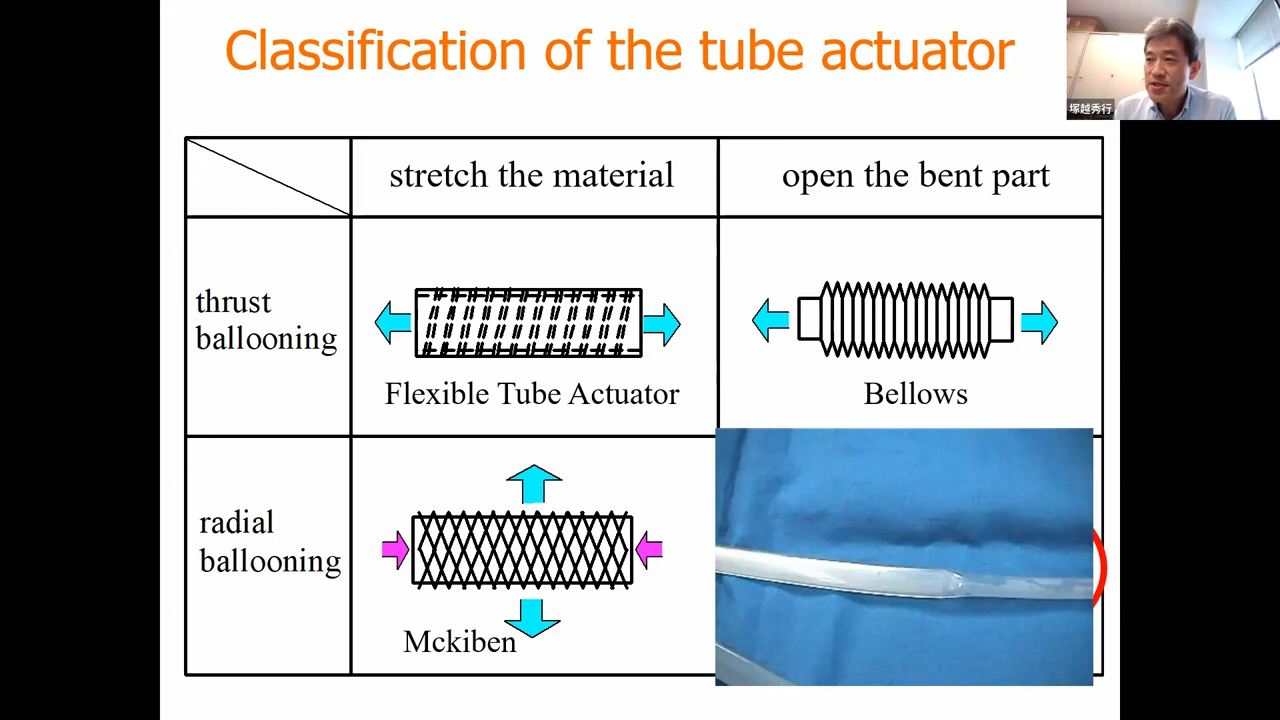 Classification of the tube actuator
塚越秀行
stretch the material
open the bent part
thrust
ballooning
Flexible Tube Actuator
Bellows
radial
ballooning
Mckiben